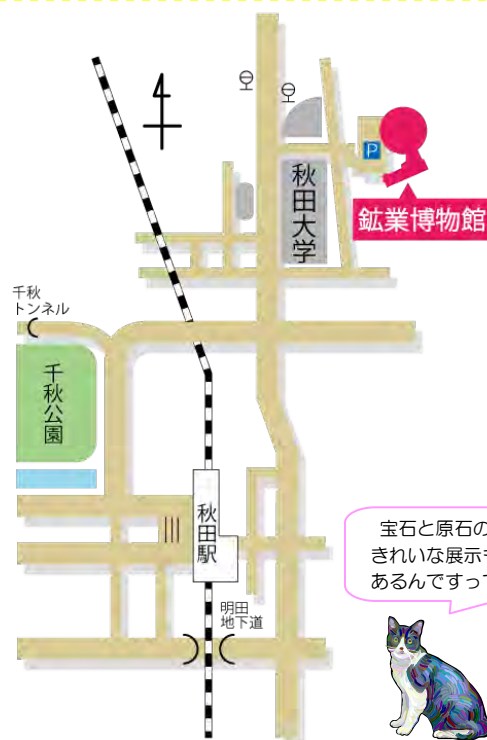 P
鉱業博物館
秋田大学
千秋
トンネル
千秋公園
秋田駅
明田
地下道
宝石と原石の
きれいな展示
あるんですっ